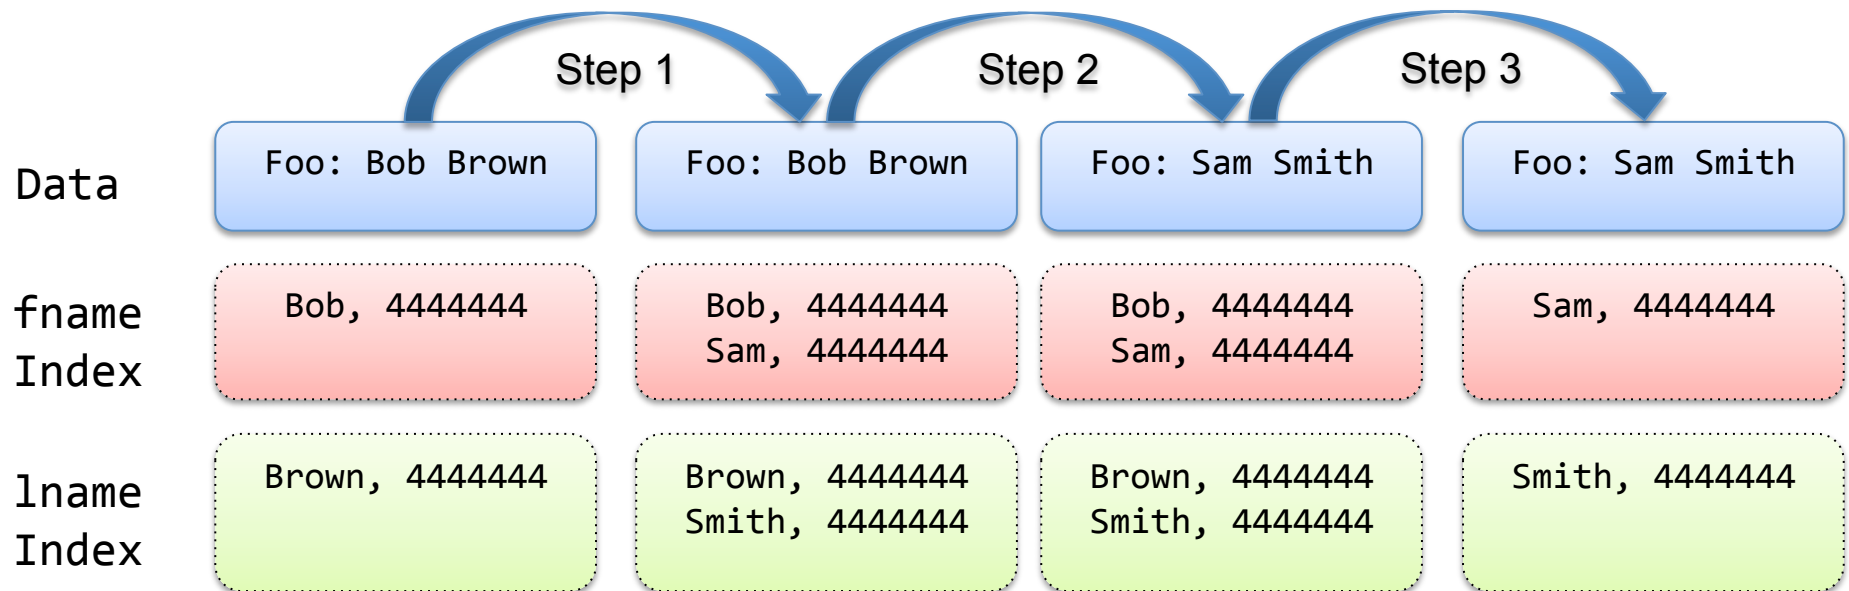 Step 1
Step 2
Step 3
Data
Foo: Bob Brown
Foo: Bob Brown
Foo: Sam Smith
Foo: Sam Smith
fname
Index
Bob, 4444444
Bob, 4444444
Sam, 4444444
Bob, 4444444
Sam, 4444444
Sam, 4444444
lname
Index
Brown, 4444444
Brown, 4444444
Smith, 4444444
Brown, 4444444
Smith, 4444444
Smith, 4444444